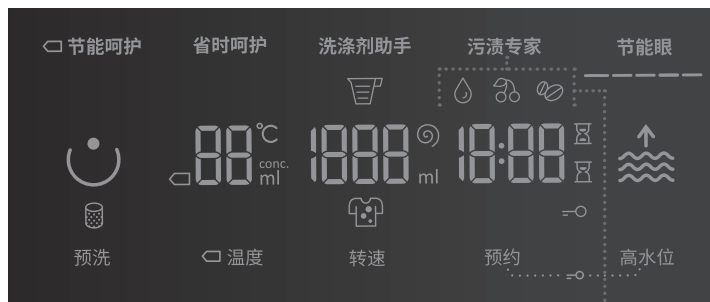 节能呵护 省时呵护 洗涤剂助手 污渍专家 节能眼
88 °C 1888 18:88
conc.
ml ml
预洗 温度 转速 预约 高水位